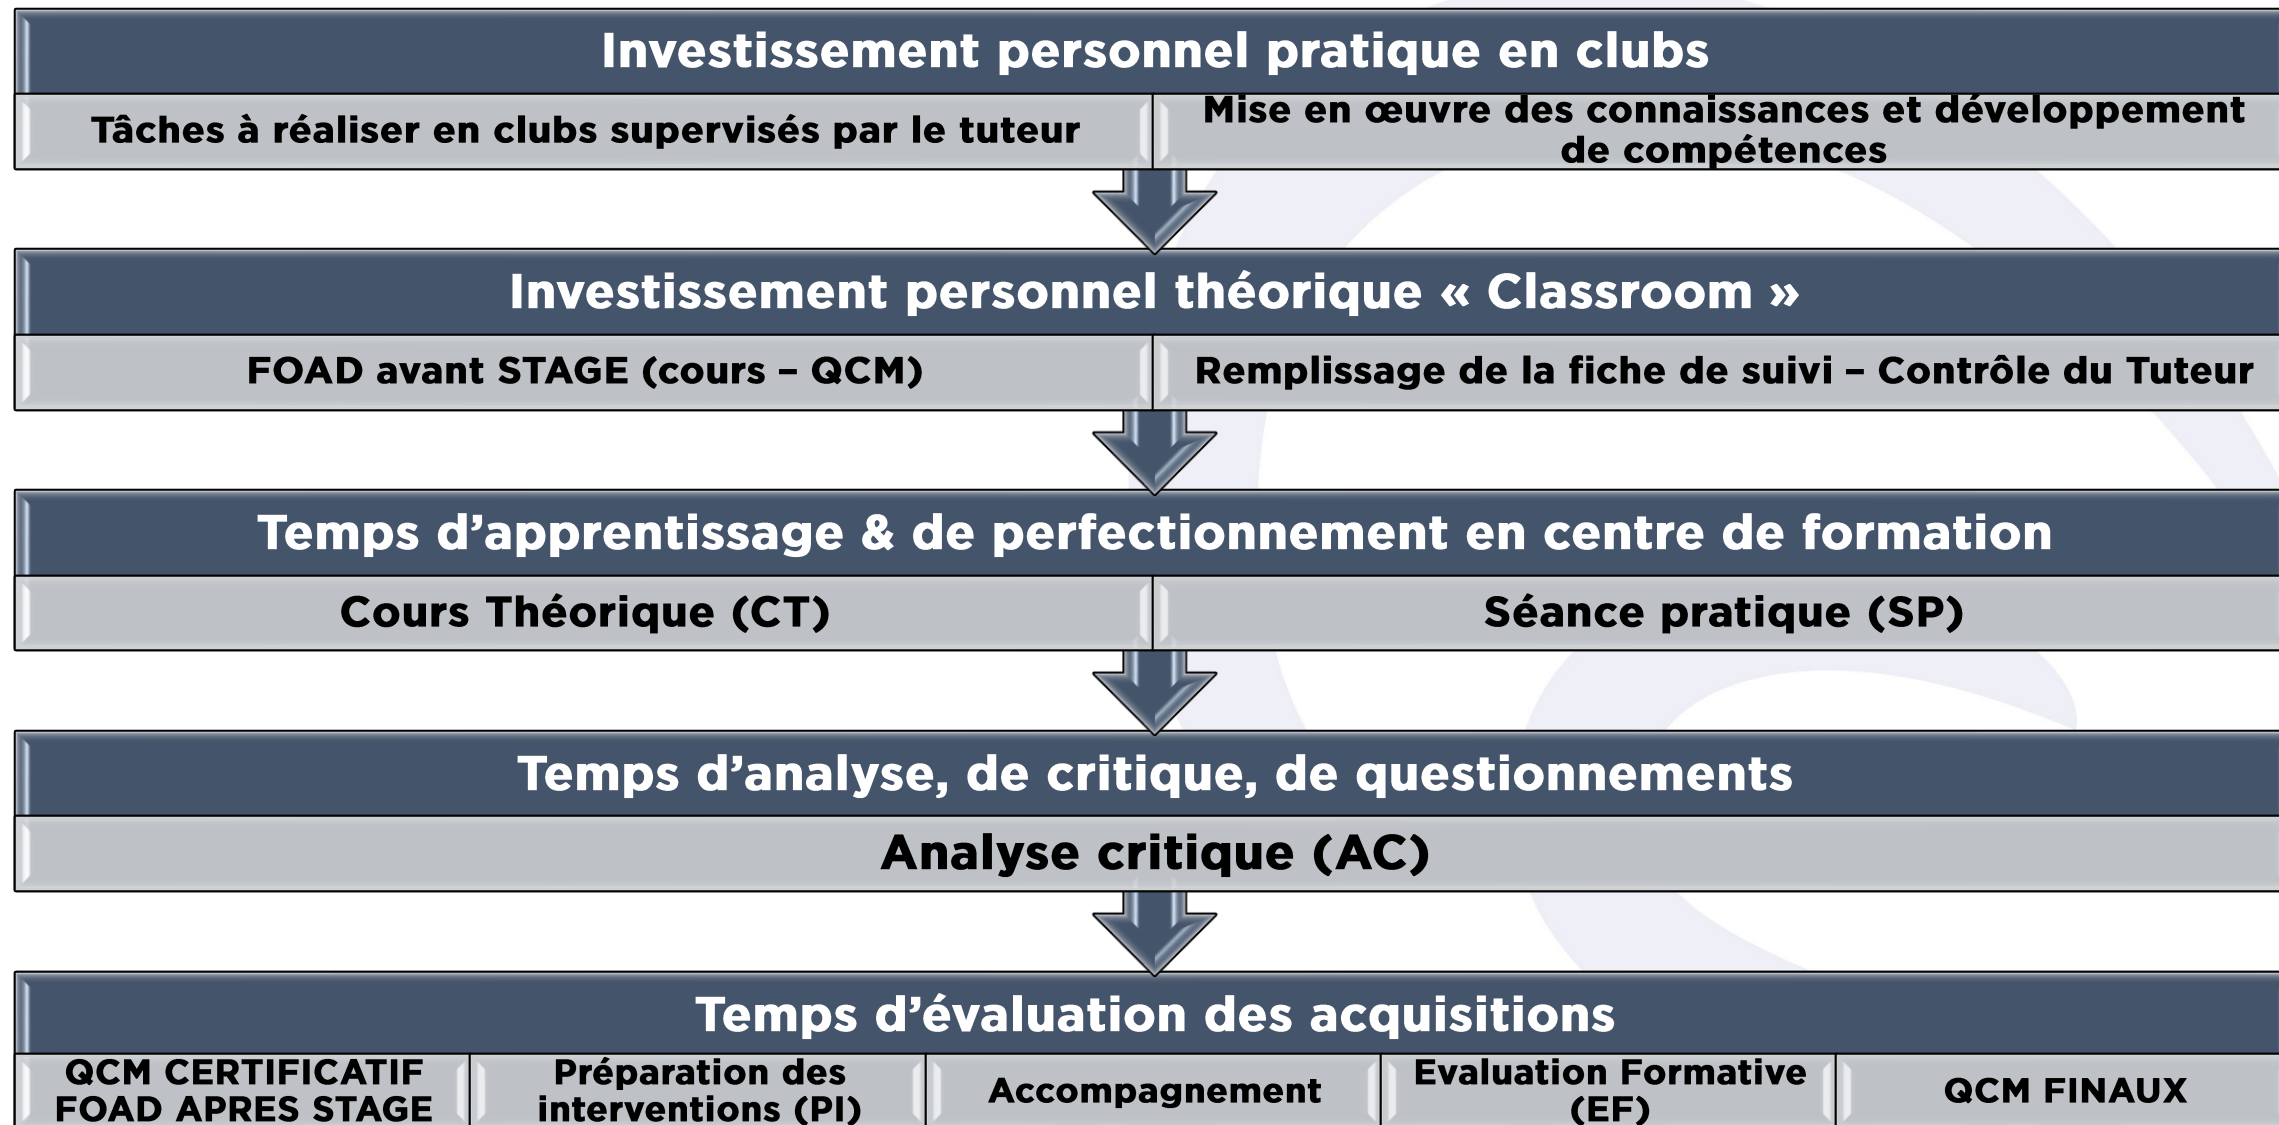 Investissement personnel pratique en clubs
Tâches à réaliser en clubs supervisés par le tuteur
Mise en œuvre des connaissances et développement
de compétences
Investissement personnel théorique « Classroom »
FOAD avant STAGE (cours – QCM)
Remplissage de la fiche de suivi – Contrôle du Tuteur
Temps d’apprentissage & de perfectionnement en centre de formation
Cours Théorique (CT)
Séance pratique (SP)
Temps d’analyse, de critique, de questionnements
Analyse critique (AC)
Temps d’évaluation des acquisitions
QCM CERTIFICATIF
FOAD APRES STAGE
Préparation des
interventions (PI)
Accompagnement
Evaluation Formative
(EF)
QCM FINAUX